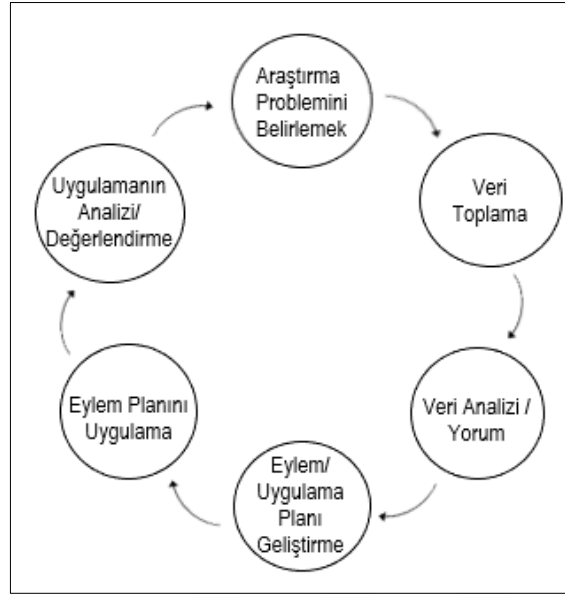 Araştırma
Problemini
Belirlemek
Veri
Toplama
Veri Analizi /
Yorum
Eylem/
Uygulama
Planı
Geliştirme
Eylem Planını
Uygulama
Uygulamanın
Analizi/
Değerlendirme